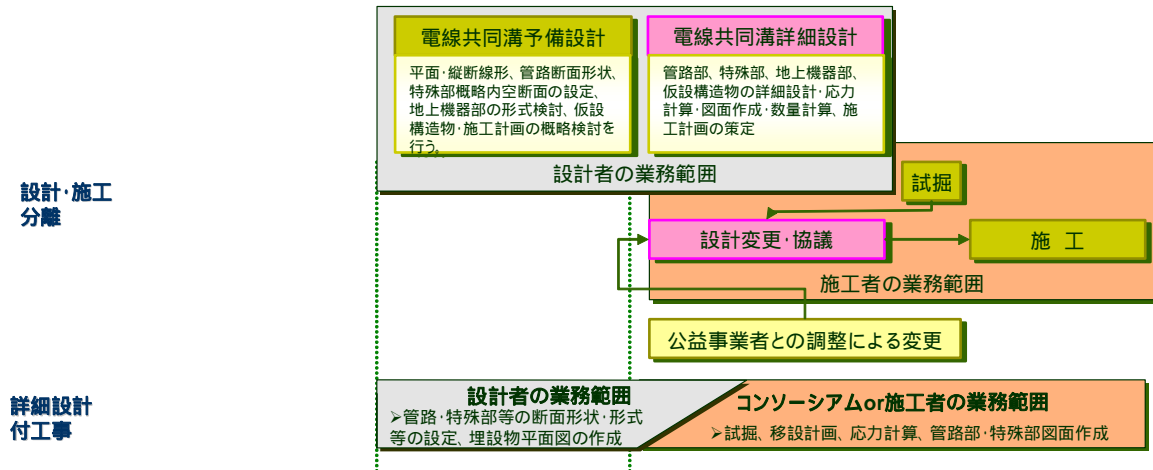 電線共同溝予備設計
平面・縦断線形、管路断面形状、
特殊部概略内空断面の設定、
地上機器部の形式検討、仮設
構造物・施工計画の概略検討を
行う。
電線共同溝詳細設計
管路部、特殊部、地上機器部、
仮設構造物の詳細設計・応力
計算・図面作成・数量計算、施
工計画の策定
設計者の業務範囲
設計・施工
分離
試掘
設計変更・協議
施 工
施工者の業務範囲
公益事業者との調整による変更
詳細設計
付工事
設計者の業務範囲
➢管路・特殊部等の断面形状・形式
等の設定、埋設物平面図の作成
コンソーシアムor施工者の業務範囲
➢試掘、移設計画、応力計算、管路部・特殊部図面作成